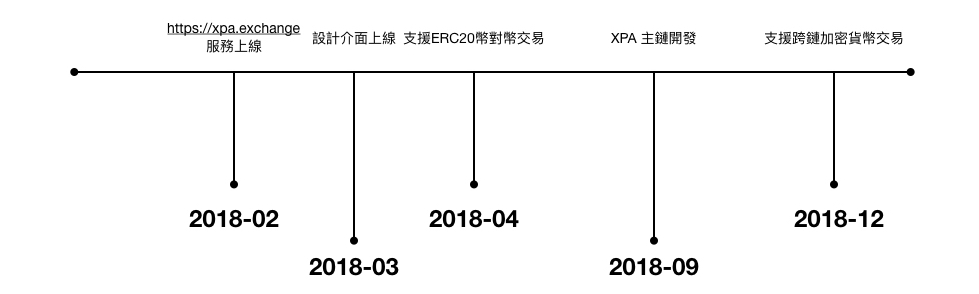 https://xpa.exchange
服務上線
設計介面上線
支援ERC20幣對幣交易
XPA 主鏈開發
支援跨鏈加密貨幣交易
2018-02
2018-04
2018-12
2018-03
2018-09